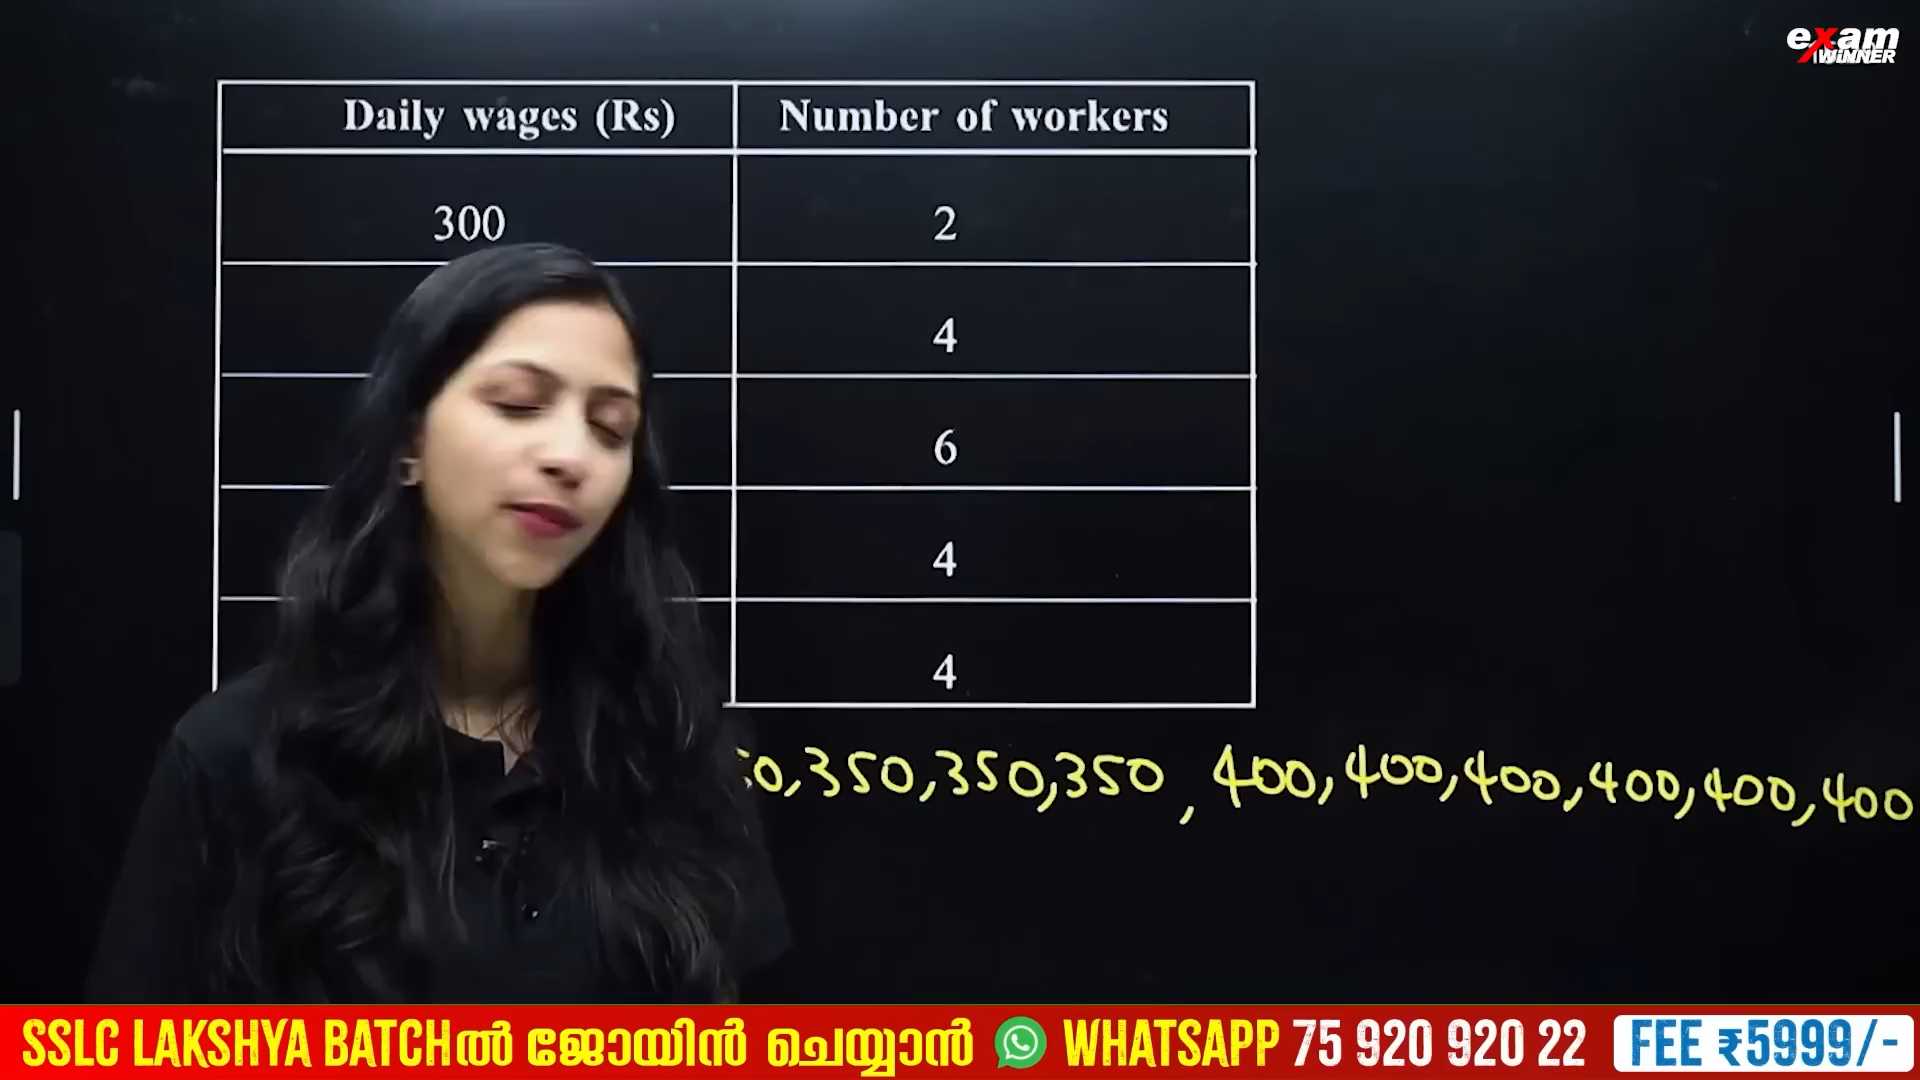 exam
WINNER
Daily wages (Rs) Number of workers
300 2
4
6
4
4
50,350,350,350, 400,400,400,400,400,400
SSLC LAKSHYA BATCHൽ ജോയിൻ ചെയ്യാൻ WHATSAPP 75 920 920 22 FEE ₹5999/-